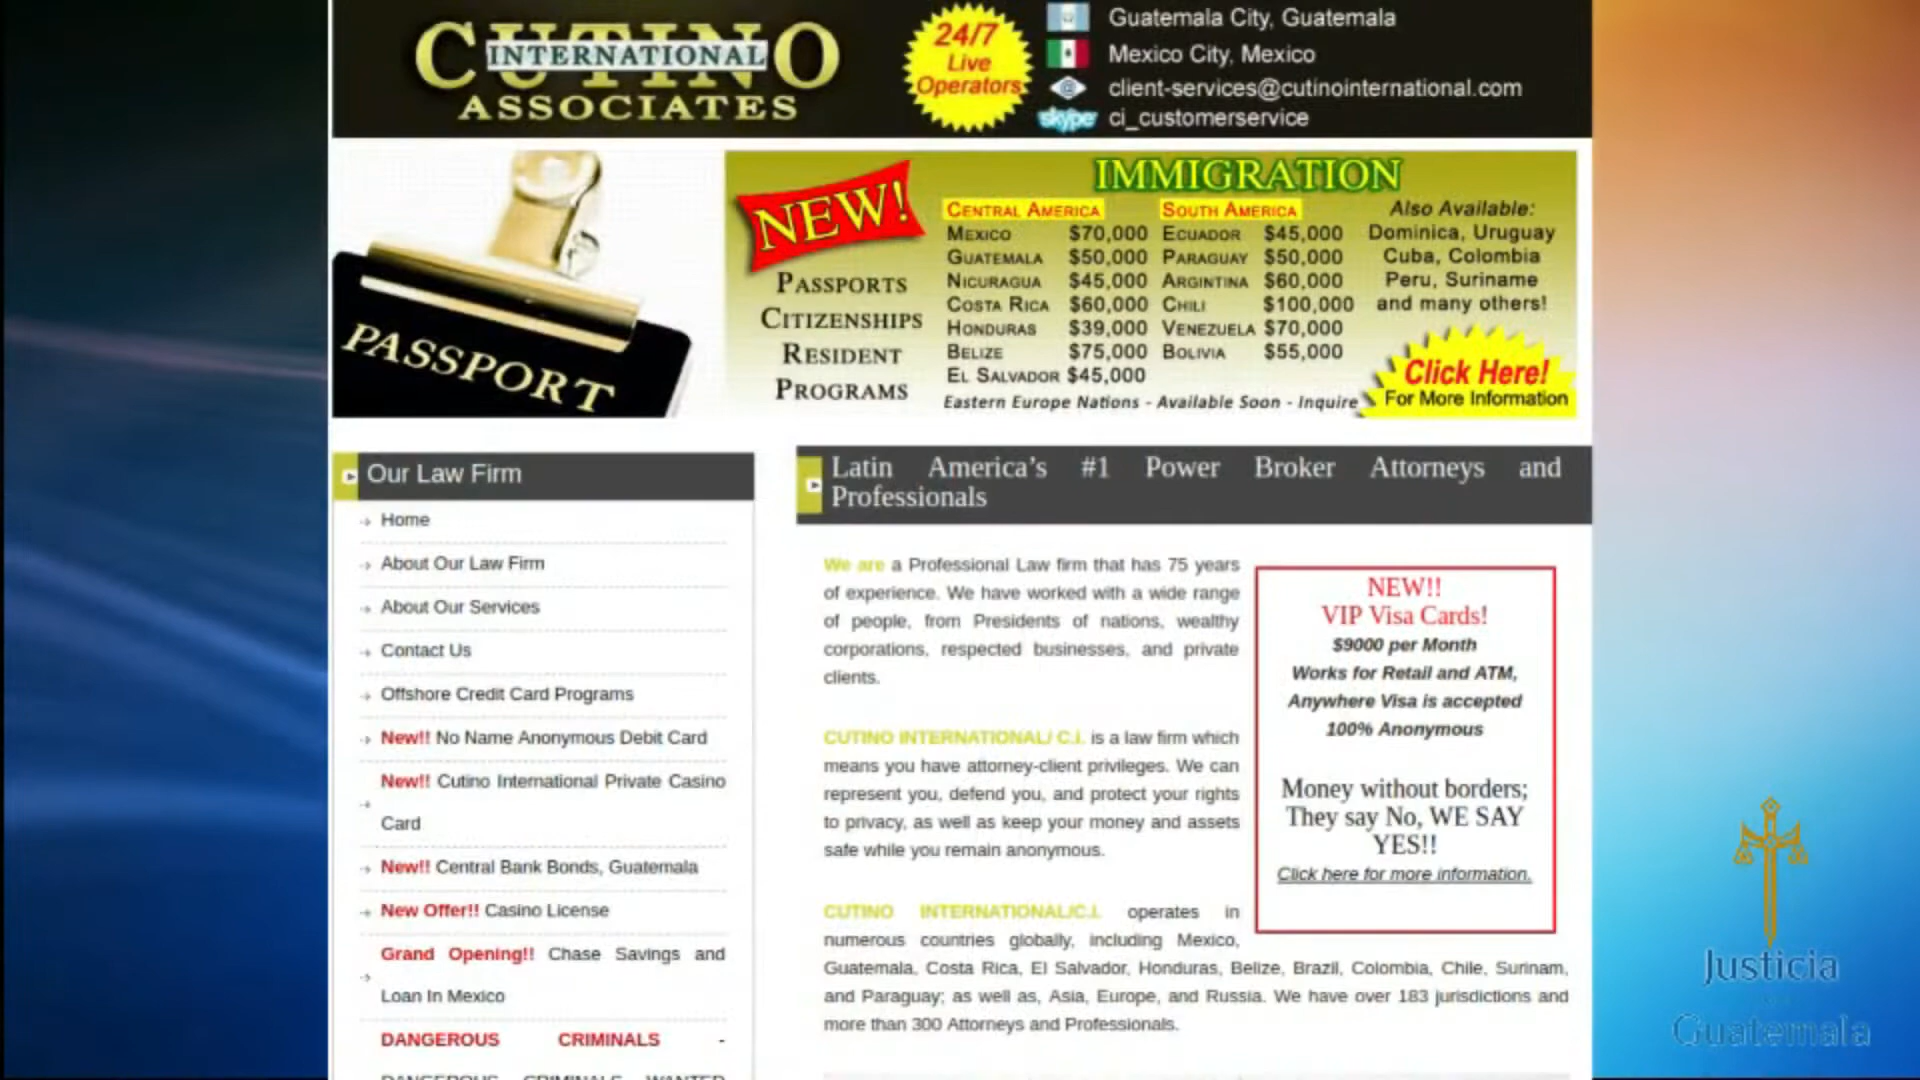 CUTINO
INTERNATIONAL
ASSOCIATES
24/7
Live
Operators
Guatemala City, Guatemala
Mexico City, Mexico
client-services@cutinointernational.com
skype ci_customerservice
PASSPORT
NEW!
PASSPORTS
CITIZENSHIPS
RESIDENT
PROGRAMS
IMMIGRATION
CENTRAL AMERICA
MEXICO $70,000
GUATEMALA $50,000
NICURAGUA $45,000
COSTA RICA $60,000
HONDURAS $39,000
BELIZE $75,000
EL SALVADOR $45,000
SOUTH AMERICA
ECUADOR $45,000
PARAGUAY $50,000
ARGINTINA $60,000
CHILI $100,000
VENEZUELA $70,000
BOLIVIA $55,000
Also Available:
Dominica, Uruguay
Cuba, Colombia
Peru, Suriname
and many others!
Eastern Europe Nations - Available Soon - Inquire
Click Here!
For More Information
Our Law Firm
Home
About Our Law Firm
About Our Services
Contact Us
Offshore Credit Card Programs
New!! No Name Anonymous Debit Card
New!! Cutino International Private Casino
Card
New!! Central Bank Bonds, Guatemala
New Offer!! Casino License
Grand Opening!! Chase Savings and
Loan In Mexico
DANGEROUS CRIMINALS -
DANGEROUS CRIMINALS WANTED
Latin America's #1 Power Broker Attorneys and
Professionals
We are a Professional Law firm that has 75 years
of experience. We have worked with a wide range
of people, from Presidents of nations, wealthy
corporations, respected businesses, and private
clients.
CUTINO INTERNATIONAL/ C.I. is a law firm which
means you have attorney-client privileges. We can
represent you, defend you, and protect your rights
to privacy, as well as keep your money and assets
safe while you remain anonymous.
CUTINO INTERNATIONAL/C.I. operates in
numerous countries globally, including Mexico,
Guatemala, Costa Rica, El Salvador, Honduras, Belize, Brazil, Colombia, Chile, Surinam,
and Paraguay; as well as, Asia, Europe, and Russia. We have over 183 jurisdictions and
more than 300 Attorneys and Professionals.
NEW!!
VIP Visa Cards!
$9000 per Month
Works for Retail and ATM,
Anywhere Visa is accepted
100% Anonymous
Money without borders;
They say No, WE SAY
YES!!
Click here for more information.
Justicia
Guatemala